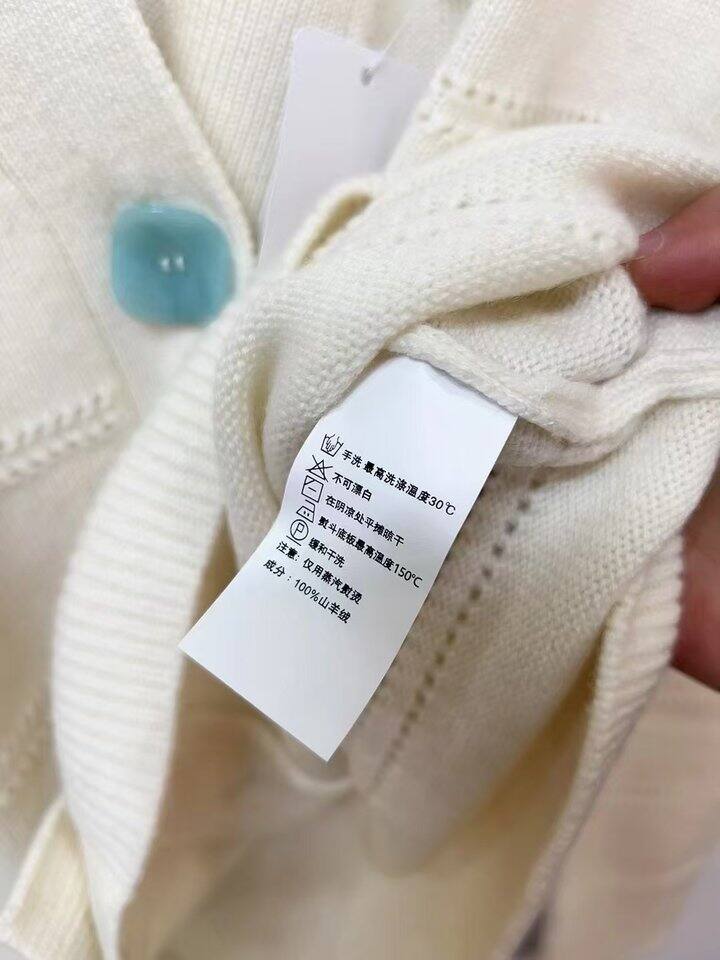 手洗 最高洗涤温度30℃
不可漂白
在阴凉处平摊晾干
熨斗底板最高温度150℃
缓和干洗
注意: 仅用蒸汽熨烫
成分: 100%山羊绒